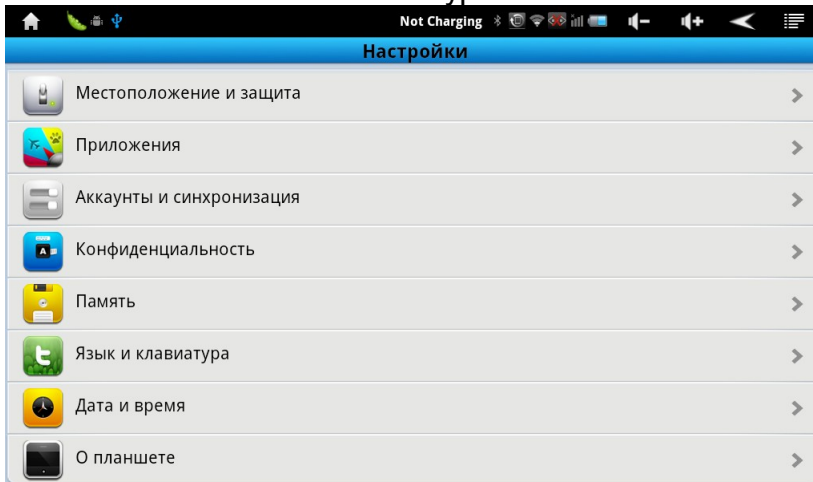 Not Charging
Настройки
Местоположение и защита
Приложения
Аккаунты и синхронизация
Конфиденциальность
A
Память
Язык и клавиатура
Дата и время
О планшете